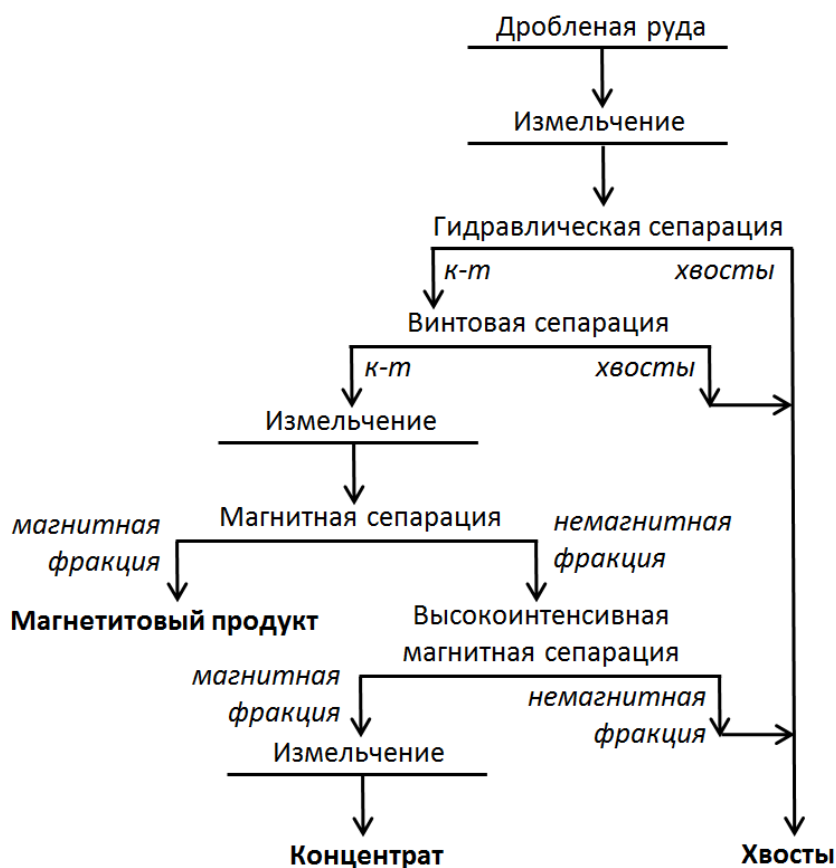 Дробленая руда
Измельчение
Гидравлическая сепарация
к-т
хвосты
Винтовая сепарация
к-т
хвосты
Измельчение
Магнитная сепарация
магнитная
фракция
немагнитная
фракция
Магнетитовый продукт
Высокоинтенсивная
магнитная сепарация
магнитная
фракция
немагнитная
фракция
Измельчение
Концентрат
Хвосты